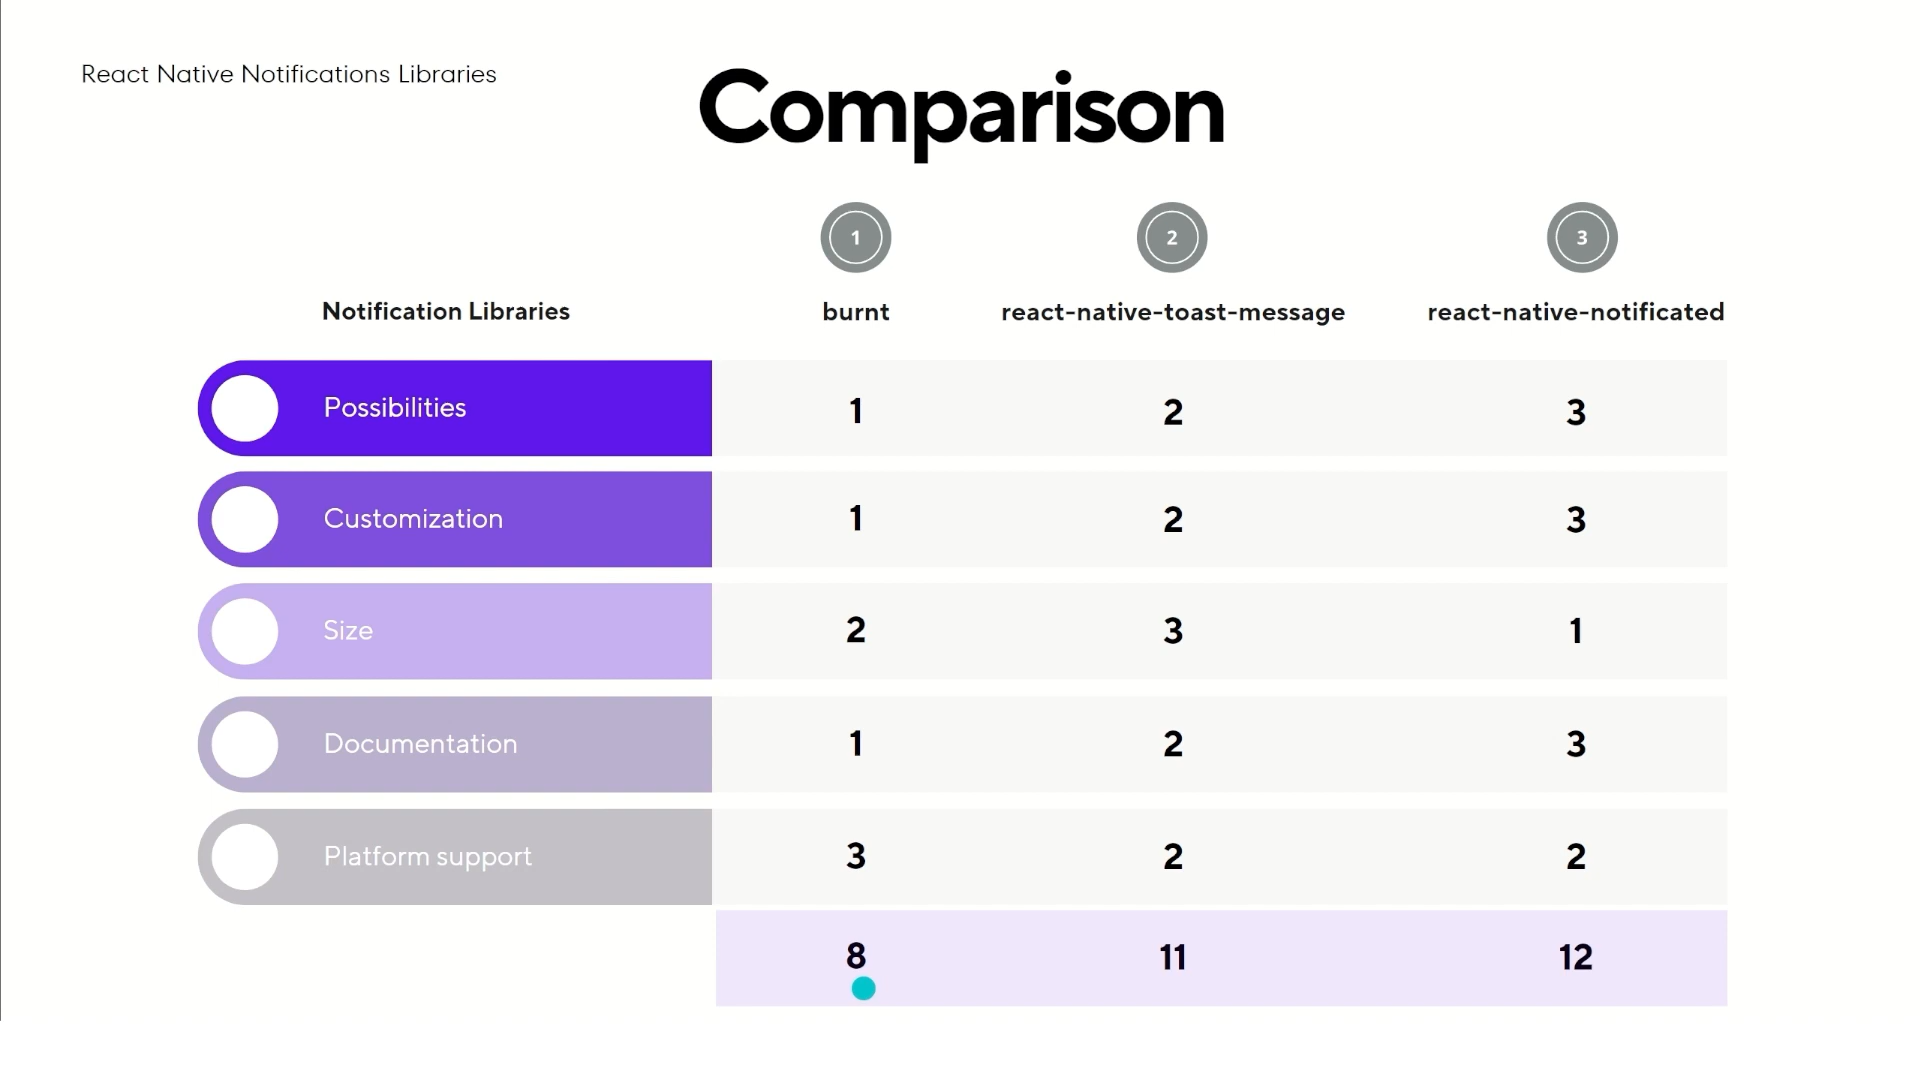 React Native Notifications Libraries
Comparison
1 2 3
Notification Libraries burnt react-native-toast-message react-native-notificated
Possibilities 1 2 3
Customization 1 2 3
Size 2 3 1
Documentation 1 2 3
Platform support 3 2 2
8 11 12